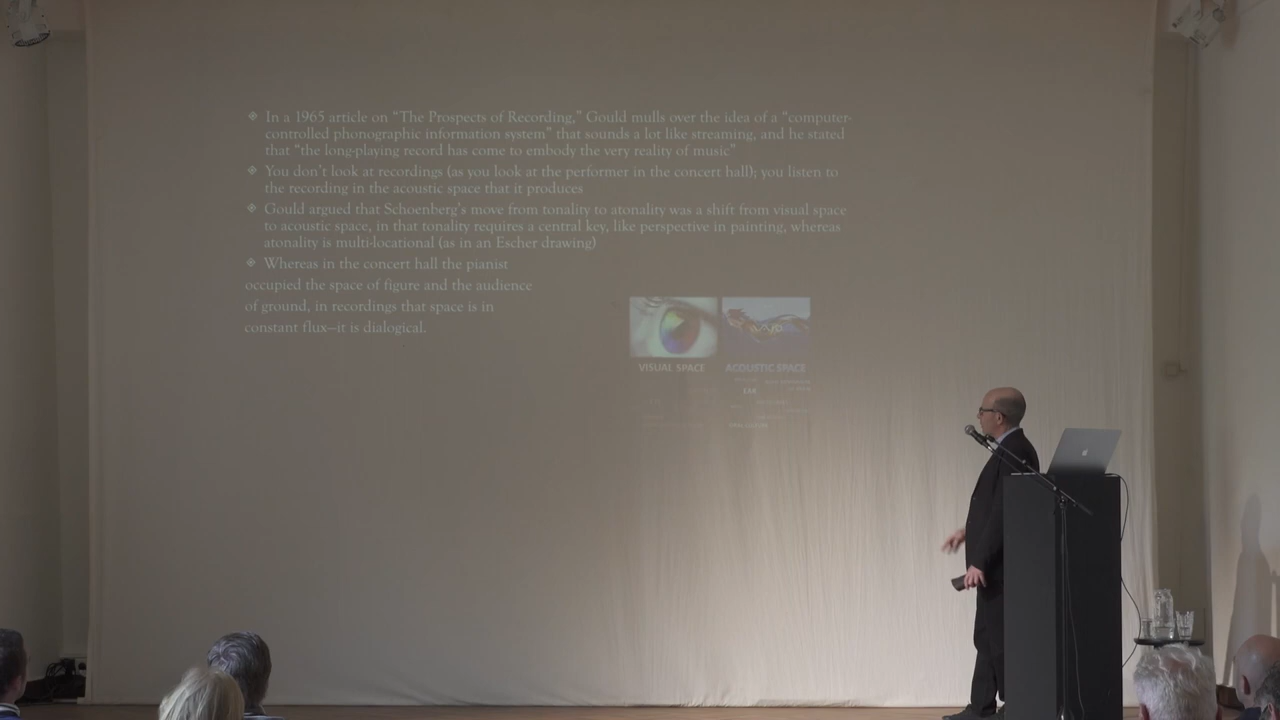 In a 1965 article on “The Prospects of Recording,” Gould mulls over the idea of a “computer-
controlled phonographic information system” that sounds a lot like streaming, and he stated
that “the long-playing record has come to embody the very reality of music”
You don’t look at recordings (as you look at the performer in the concert hall); you listen to
the recording in the acoustic space that it produces
Gould argued that Schoenberg’s move from tonality to atonality was a shift from visual space
to acoustic space, in that tonality requires a central key, like perspective in painting, whereas
atonality is multi-locational (as in an Escher drawing)
Whereas in the concert hall the pianist
occupied the space of figure and the audience
of ground, in recordings that space is in
constant flux—it is dialogical.
VISUAL SPACE
ACOUSTIC SPACE
EAR